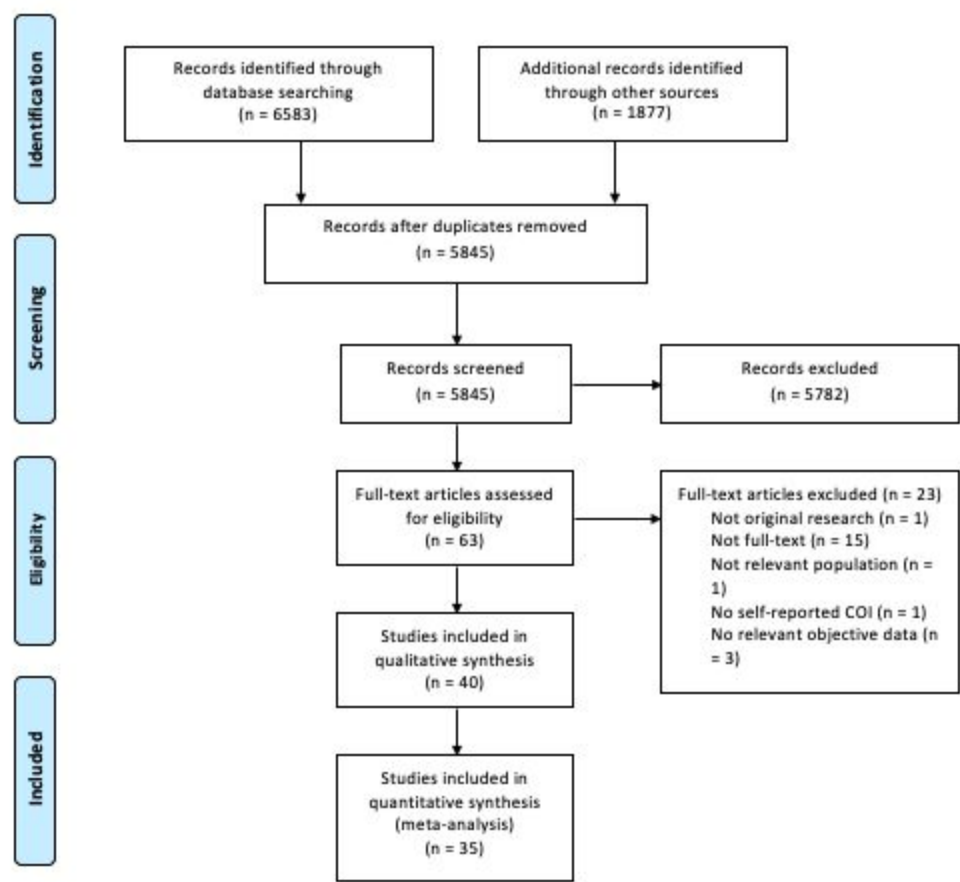 Identification
Records identified through
database searching
(n = 6583)
Additional records identified
through other sources
(n = 1877)
Records after duplicates removed
(n = 5845)
Screening
Records screened
(n = 5845)
Records excluded
(n = 5782)
Eligibility
Full-text articles assessed
for eligibility
(n = 63)
Full-text articles excluded (n = 23)
Not original research (n = 1)
Not full-text (n = 15)
Not relevant population (n =
1)
No self-reported COI (n = 1)
No relevant objective data (n
= 3)
Studies included in
qualitative synthesis
(n = 40)
Included
Studies included in
quantitative synthesis
(meta-analysis)
(n = 35)